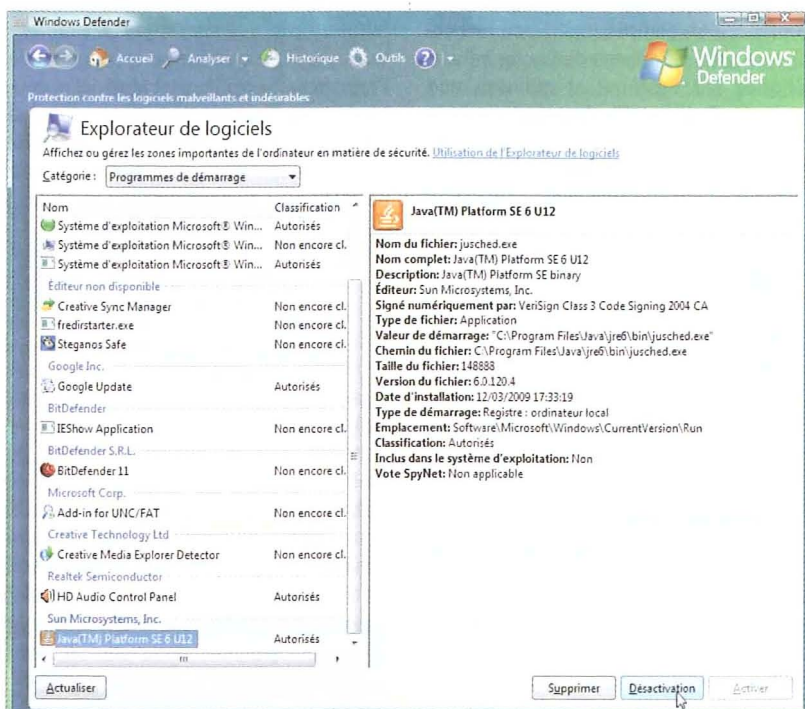 Windows Defender
Accueil Analyser Historique Outils
Windows Defender
Protection contre les logiciels malveillants et indésirables
Explorateur de logiciels
Affichez ou gérez les zones importantes de l'ordinateur en matière de sécurité. Utilisation de l'Explorateur de logiciels
Catégorie : Programmes de démarrage
Nom Classification
Système d'exploitation Microsoft® Win... Autorisés
Système d'exploitation Microsoft® Win... Non encore cl.
Système d'exploitation Microsoft® Win... Autorisés
Éditeur non disponible
Creative Sync Manager Non encore cl.
fredirstarter.exe Non encore cl.
Steganos Safe Non encore cl.
Google Inc.
Google Update Autorisés
BitDefender
IEShow Application Non encore cl.
BitDefender S.R.L.
BitDefender 11 Non encore cl.
Microsoft Corp.
Add-in for UNC/FAT Non encore cl.
Creative Technology Ltd
Creative Media Explorer Detector Non encore cl.
Realtek Semiconductor
HD Audio Control Panel Autorisés
Sun Microsystems, Inc.
Java(TM) Platform SE 6 U12 Autorisés
Java(TM) Platform SE 6 U12
Nom du fichier: jusched.exe
Nom complet: Java(TM) Platform SE 6 U12
Description: Java(TM) Platform SE binary
Éditeur: Sun Microsystems, Inc.
Signé numériquement par: VeriSign Class 3 Code Signing 2004 CA
Type de fichier: Application
Valeur de démarrage: "C:\Program Files\Java\jre6\bin\jusched.exe"
Chemin du fichier: C:\Program Files\Java\jre6\bin\jusched.exe
Taille du fichier: 148888
Version du fichier: 6.0.120.4
Date d'installation: 12/03/2009 17:33:19
Type de démarrage: Registre : ordinateur local
Emplacement: Software\Microsoft\Windows\CurrentVersion\Run
Classification: Autorisés
Inclus dans le système d'exploitation: Non
Vote SpyNet: Non applicable
Actualiser Supprimer Désactivation Activer